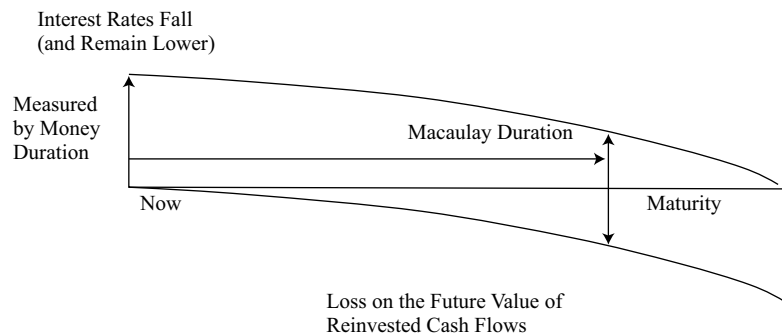 Interest Rates Fall
(and Remain Lower)
Measured
by Money
Duration
Macaulay Duration
Now
Maturity
Loss on the Future Value of
Reinvested Cash Flows